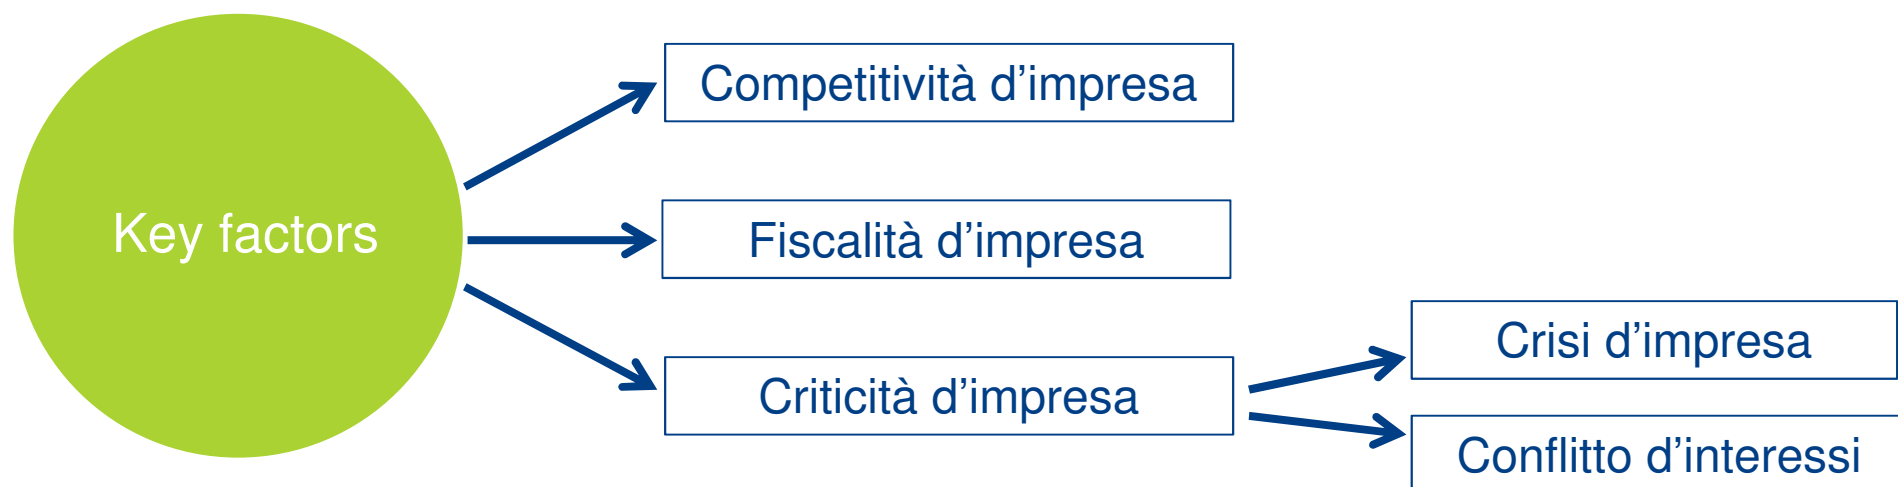 Key factors
Competitività d’impresa
Fiscalità d’impresa
Criticità d’impresa
Crisi d’impresa
Conflitto d’interessi